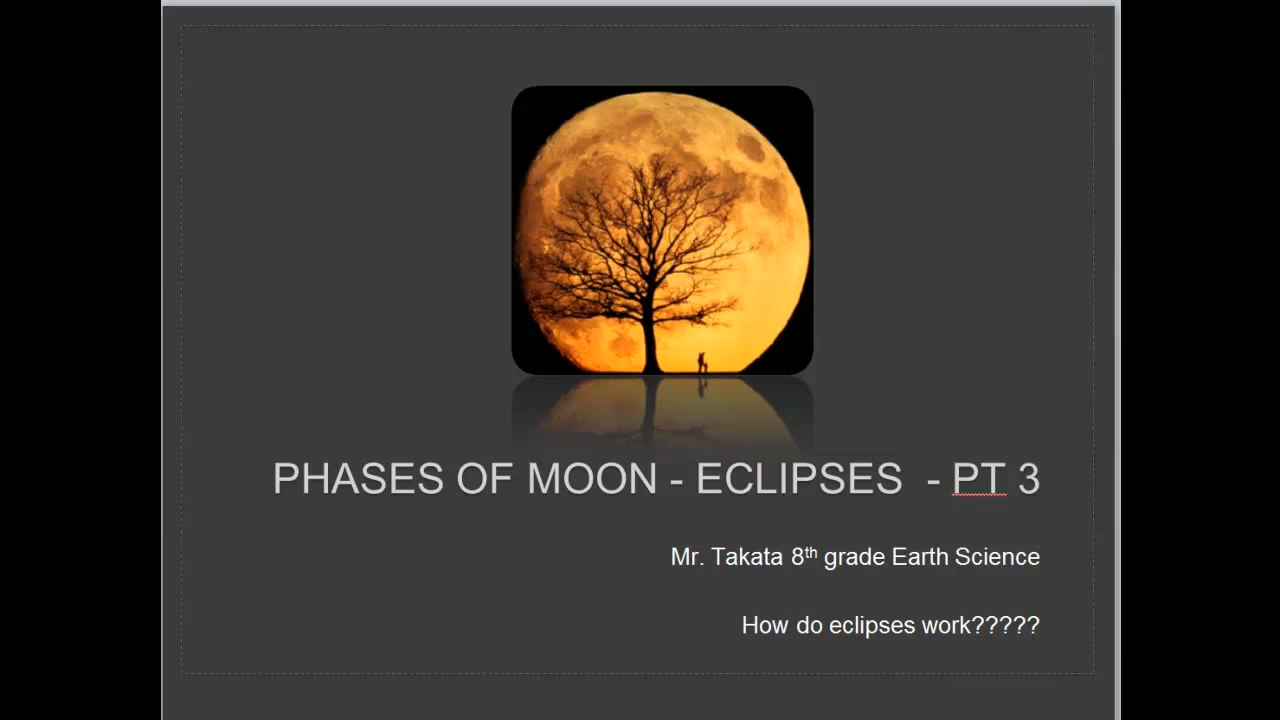 PHASES OF MOON - ECLIPSES - PT 3
Mr. Takata 8th grade Earth Science
How do eclipses work?????